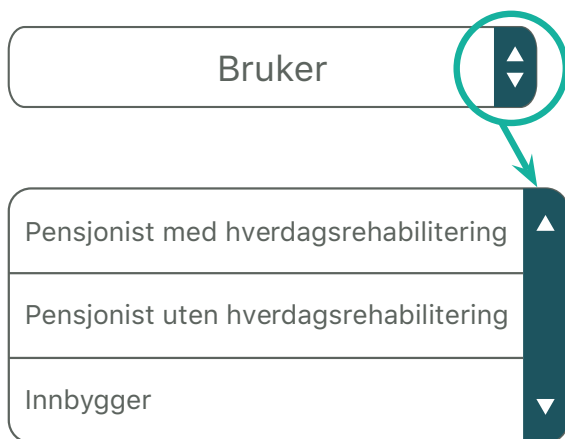 Bruker
Pensjonist med hverdagsrehabilitering
Pensjonist uten hverdagsrehabilitering
Innbygger